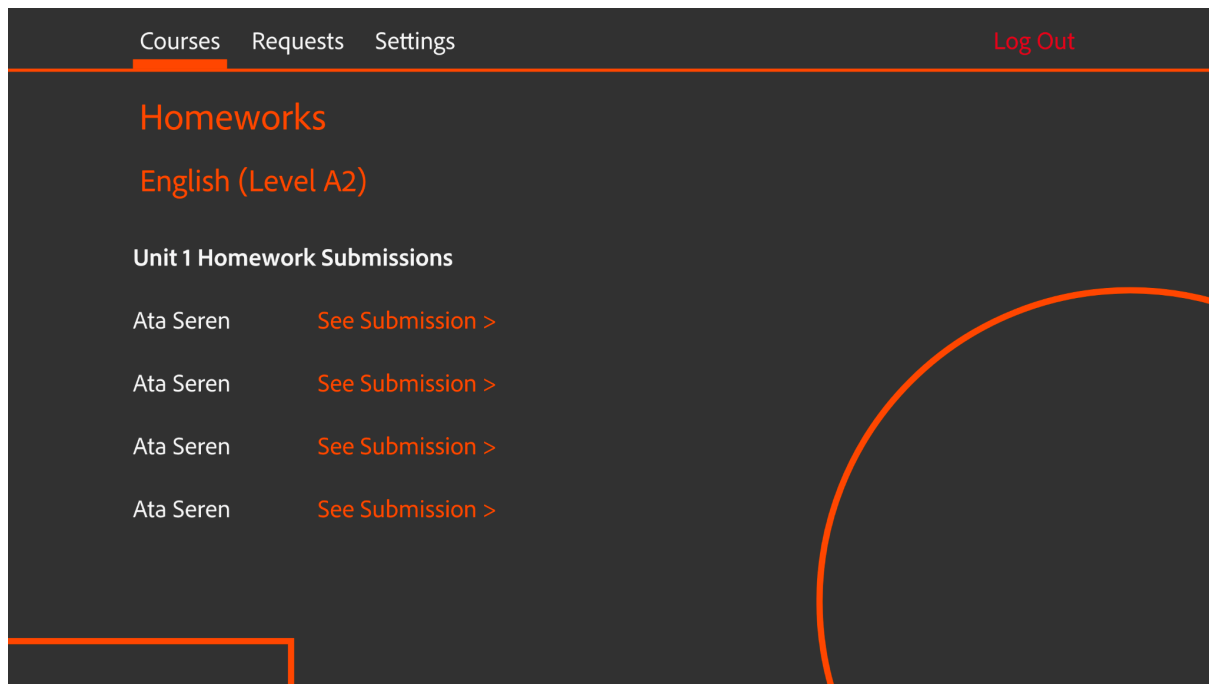 Courses Requests Settings Log Out
Homeworks
English (Level A2)
Unit 1 Homework Submissions
Ata Seren See Submission >
Ata Seren See Submission >
Ata Seren See Submission >
Ata Seren See Submission >